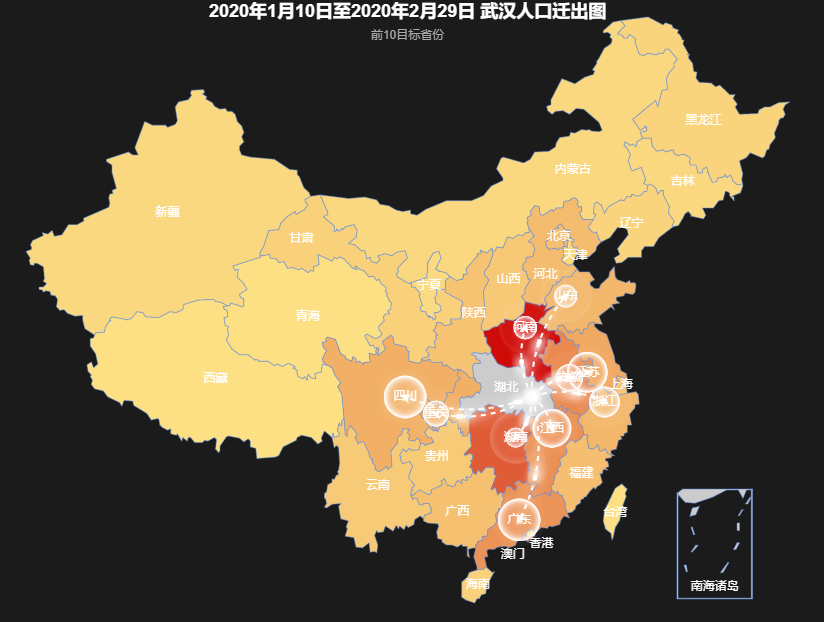 2020年1月10日至2020年2月29日 武汉人口迁出图
前10目标省份
黑龙江
内蒙古
吉林
新疆
辽宁
甘肃
北京
天津
河北
山西
宁夏
山东
青海
陕西
河南
西藏
江苏
安徽
上海
湖北
四川
浙江
重庆
江西
湖南
贵州
福建
云南
广西
广东
台湾
香港
澳门
海南
南海诸岛